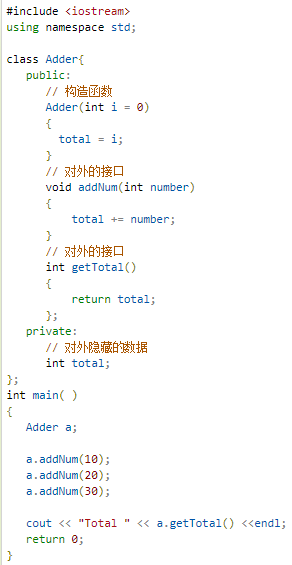 #include <iostream>
using namespace std;

class Adder{
   public:
      // 构造函数
      Adder(int i = 0)
      {
        total = i;
      }
      // 对外的接口
      void addNum(int number)
      {
          total += number;
      }
      // 对外的接口
      int getTotal()
      {
          return total;
      };
   private:
      // 对外隐藏的数据
      int total;
};
int main( )
{
   Adder a;

   a.addNum(10);
   a.addNum(20);
   a.addNum(30);

   cout << "Total " << a.getTotal() <<endl;
   return 0;
}